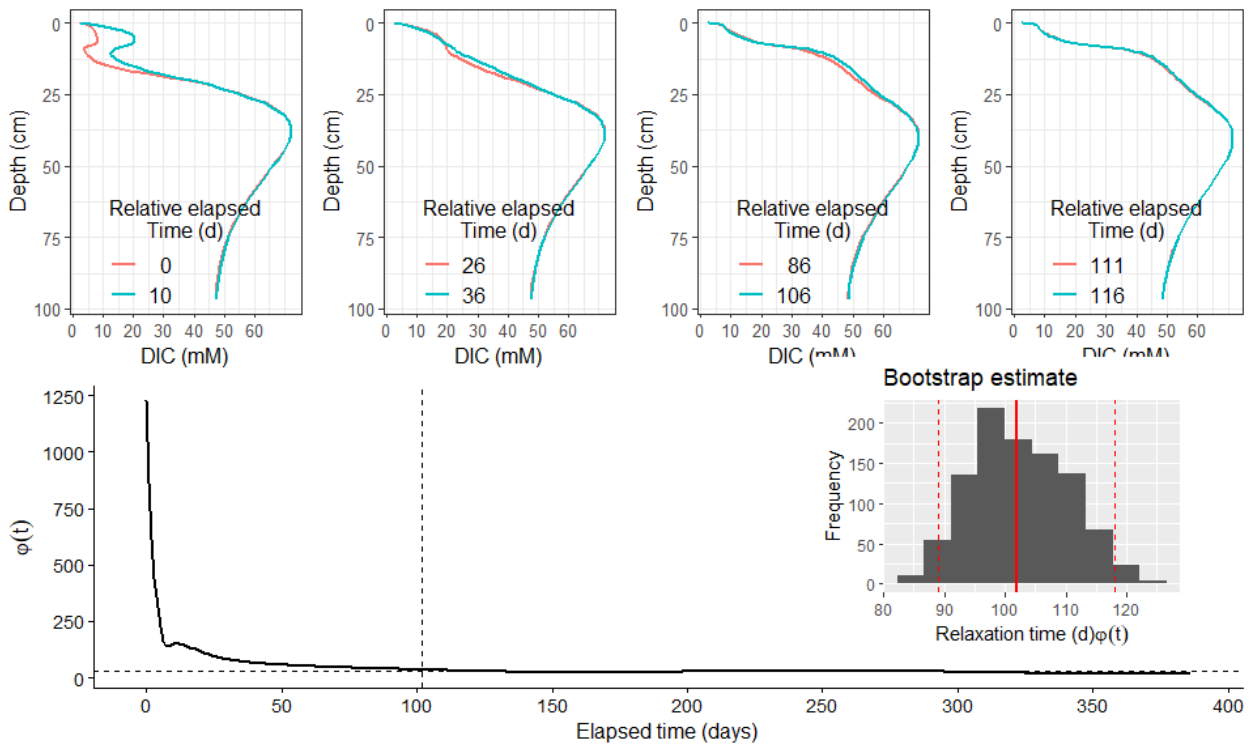 0
25
50
75
100
Depth (cm)
Relative elapsed
Time (d)
0
10
0 10 20 30 40 50 60
DIC (mM)
0
25
50
75
100
Depth (cm)
Relative elapsed
Time (d)
26
36
0 10 20 30 40 50 60
DIC (mM)
0
25
50
75
100
Depth (cm)
Relative elapsed
Time (d)
86
106
0 10 20 30 40 50 60
DIC (mM)
0
25
50
75
100
Depth (cm)
Relative elapsed
Time (d)
111
116
0 10 20 30 40 50 60
DIC (mM)
1250
1000
750
500
250
0
φ(t)
0 50 100 150 200 250 300 350 400
Elapsed time (days)
Bootstrap estimate
200
150
100
50
0
Frequency
80 90 100 110 120
Relaxation time (d)φ(t)